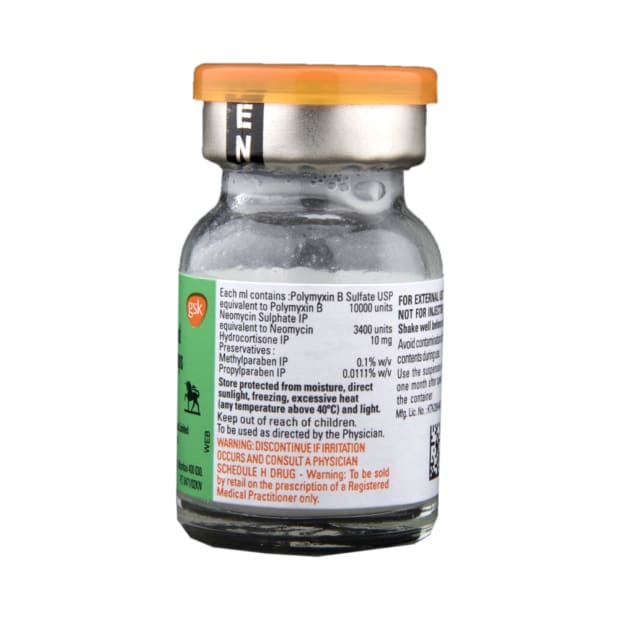 E
N
gsk
Each ml contains :Polymyxin B Sulfate USP
equivalent to Polymyxin B 10000 units
Neomycin Sulphate IP
equivalent to Neomycin 3400 units
Hydrocortisone IP 10 mg
Preservatives :
Methylparaben IP 0.1% w/v
Propylparaben IP 0.0111% w/v
Store protected from moisture, direct
sunlight, freezing, excessive heat
(any temperature above 40°C) and light.
Keep out of reach of children.
To be used as directed by the Physician.
WARNING: DISCONTINUE IF IRRITATION
OCCURS AND CONSULT A PHYSICIAN
SCHEDULE H DRUG - Warning: To be sold
by retail on the prescription of a Registered
Medical Practitioner only.
WEB
FOR EXTERNAL
NOT FOR
Shake well
Avoid
contents during
Use the
one month after
the container
Mfg. Lic. No.